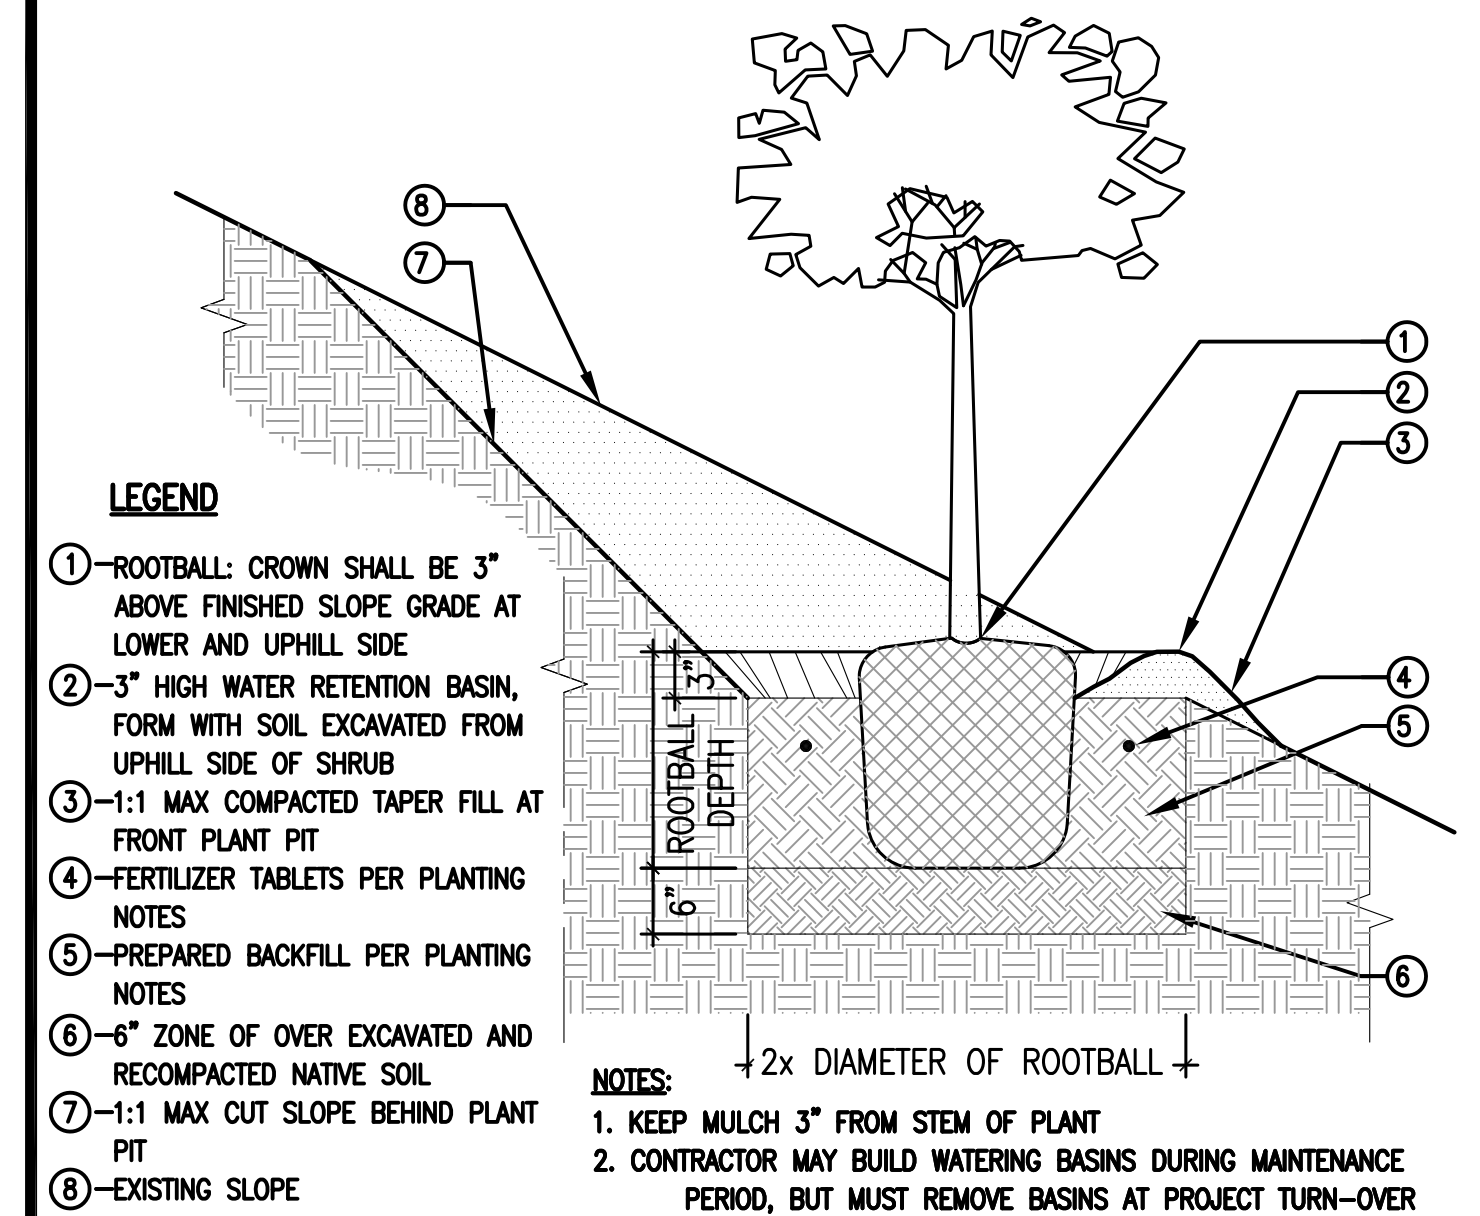 8
7
1
2
3
4
5
6
3"
ROOTBALL
DEPTH
6"
2x DIAMETER OF ROOTBALL
LEGEND
1 ROOTBALL: CROWN SHALL BE 3"
ABOVE FINISHED SLOPE GRADE AT
LOWER AND UPHILL SIDE
2 3" HIGH WATER RETENTION BASIN,
FORM WITH SOIL EXCAVATED FROM
UPHILL SIDE OF SHRUB
3 1:1 MAX COMPACTED TAPER FILL AT
FRONT PLANT PIT
4 FERTILIZER TABLETS PER PLANTING
NOTES
5 PREPARED BACKFILL PER PLANTING
NOTES
6 6" ZONE OF OVER EXCAVATED AND
RECOMPACTED NATIVE SOIL
7 1:1 MAX CUT SLOPE BEHIND PLANT
PIT
8 EXISTING SLOPE
NOTES:
1. KEEP MULCH 3" FROM STEM OF PLANT
2. CONTRACTOR MAY BUILD WATERING BASINS DURING MAINTENANCE
PERIOD, BUT MUST REMOVE BASINS AT PROJECT TURN-OVER